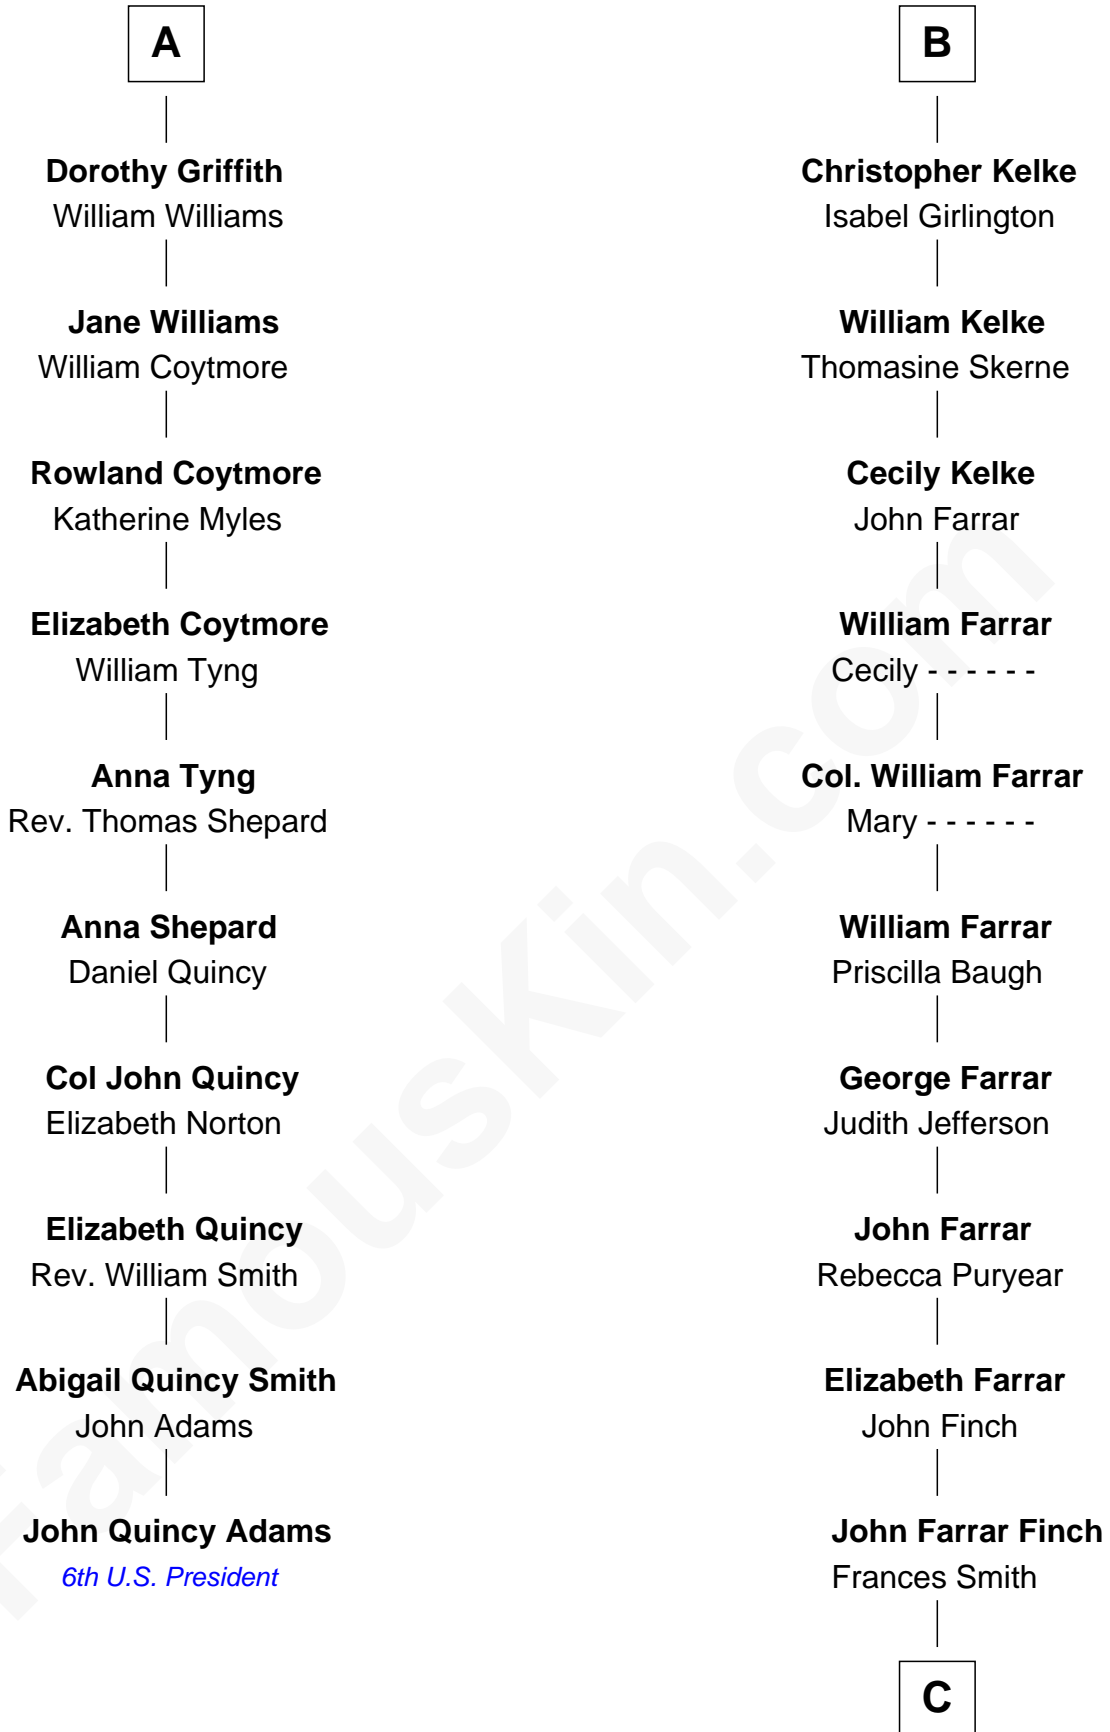 A
Dorothy Griffith
William Williams
Jane Williams
William Coytmore
Rowland Coytmore
Katherine Myles
Elizabeth Coytmore
William Tyng
Anna Tyng
Rev. Thomas Shepard
Anna Shepard
Daniel Quincy
Col John Quincy
Elizabeth Norton
Elizabeth Quincy
Rev. William Smith
Abigail Quincy Smith
John Adams
John Quincy Adams
6th U.S. President
B
Christopher Kelke
Isabel Girlington
William Kelke
Thomasine Skerne
Cecily Kelke
John Farrar
William Farrar
Cecily - - - - - -
Col. William Farrar
Mary - - - - - -
William Farrar
Priscilla Baugh
George Farrar
Judith Jefferson
John Farrar
Rebecca Puryear
Elizabeth Farrar
John Finch
John Farrar Finch
Frances Smith
C
FamousKin.com